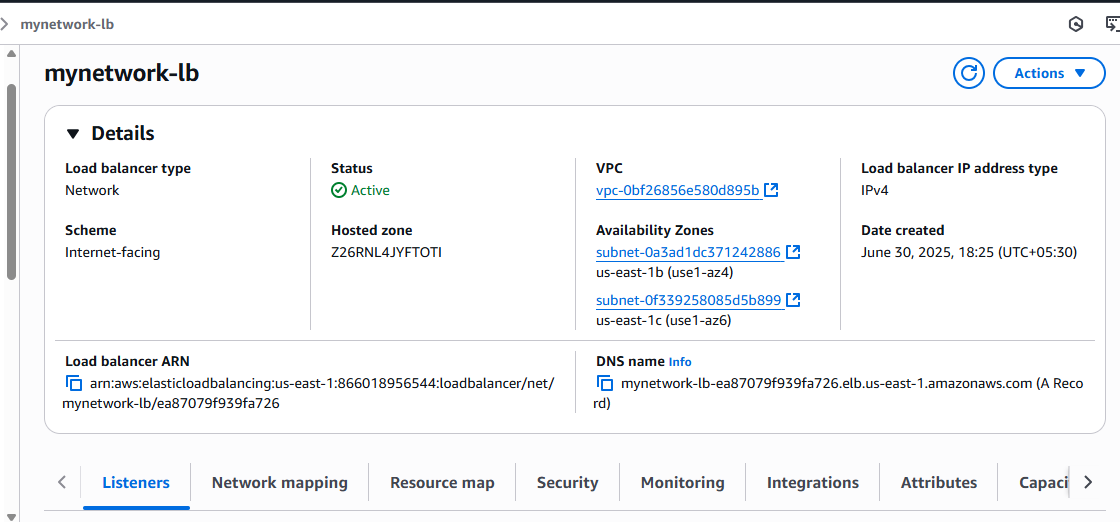 mynetwork-lb
mynetwork-lb
Actions
Details
Load balancer type
Network
Status
Active
VPC
vpc-0bf26856e580d895b
Load balancer IP address type
IPv4
Scheme
Internet-facing
Hosted zone
Z26RNL4JYFTOTI
Availability Zones
subnet-0a3ad1dc371242886
us-east-1b (use1-az4)
subnet-0f339258085d5b899
us-east-1c (use1-az6)
Date created
June 30, 2025, 18:25 (UTC+05:30)
Load balancer ARN
arn:aws:elasticloadbalancing:us-east-1:866018956544:loadbalancer/net/
mynetwork-lb/ea87079f939fa726
DNS name Info
mynetwork-lb-ea87079f939fa726.elb.us-east-1.amazonaws.com (A Reco
rd)
Listeners
Network mapping
Resource map
Security
Monitoring
Integrations
Attributes
Capaci